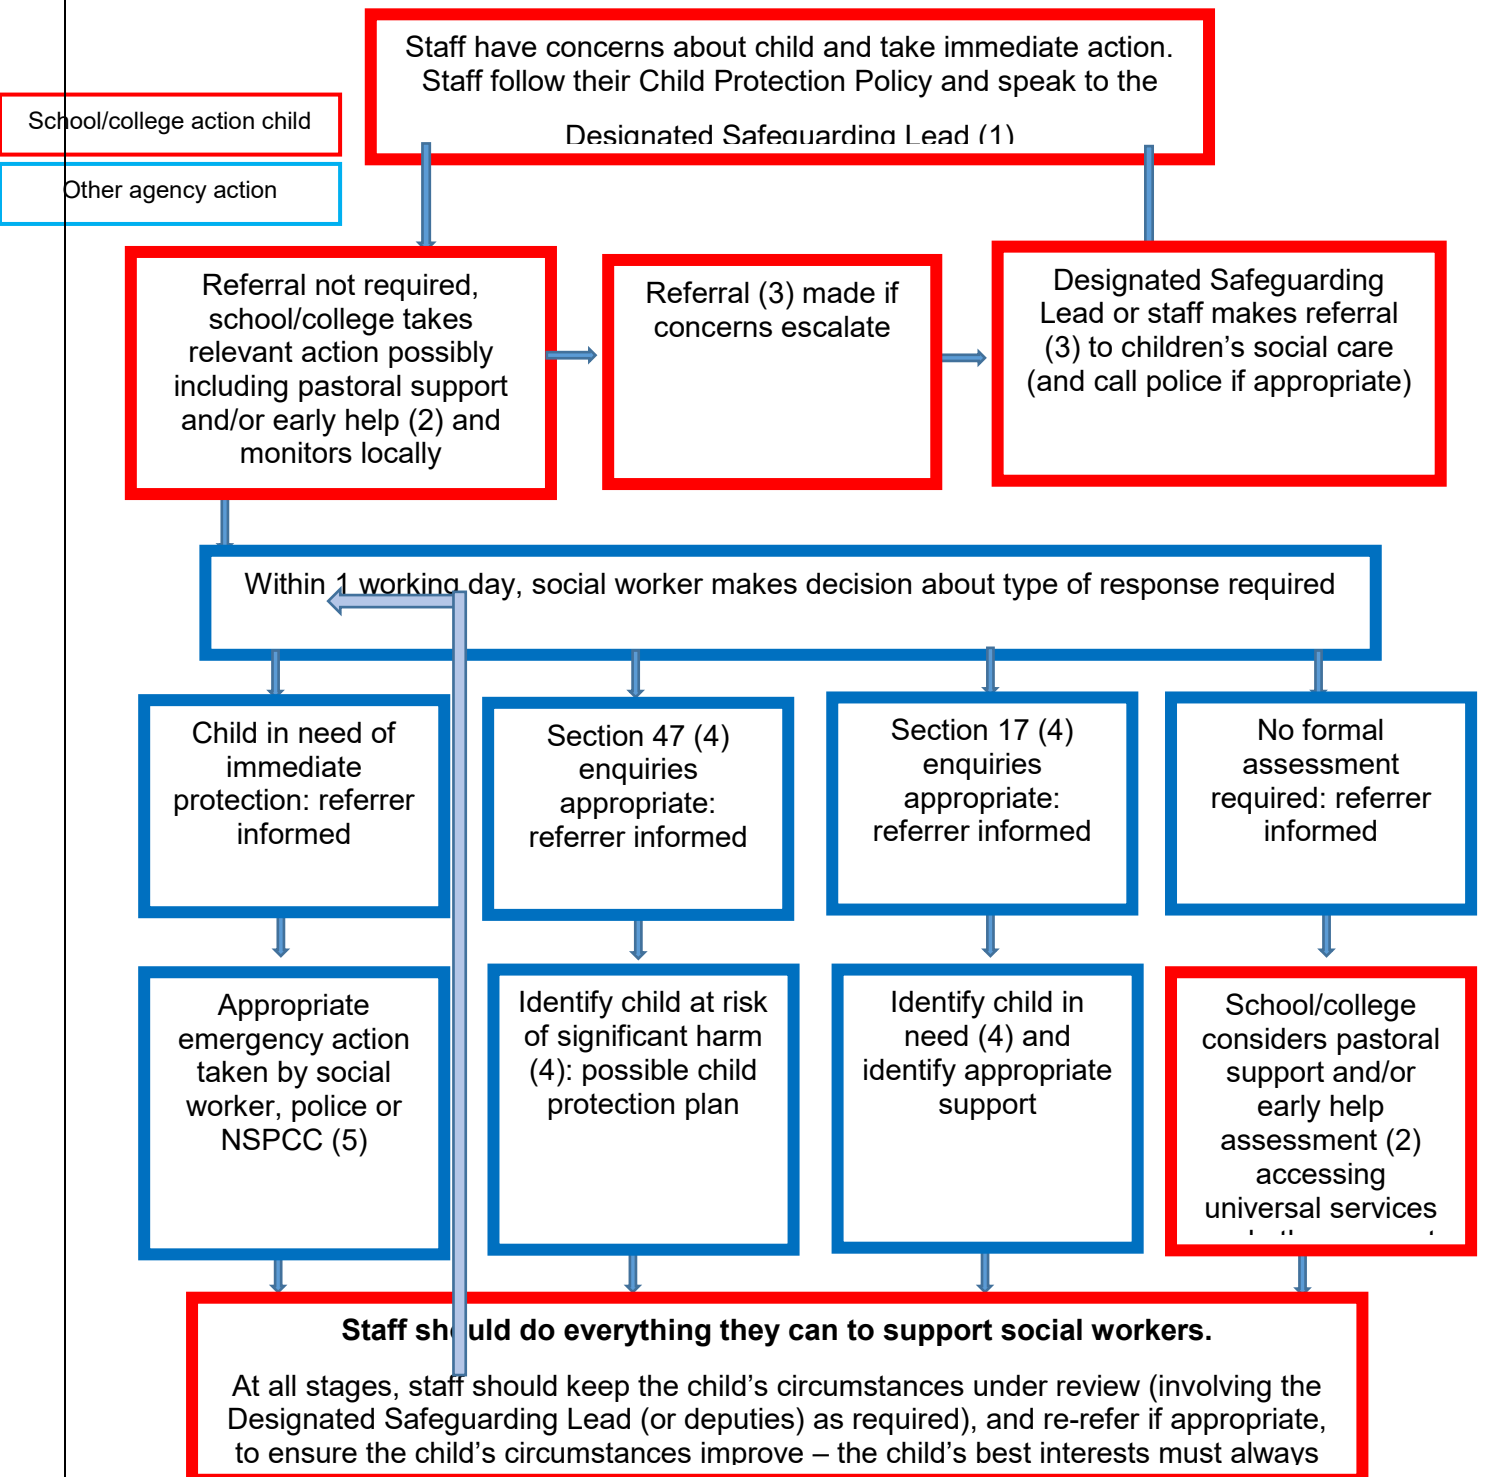 Staff have concerns about child and take immediate action.
Staff follow their Child Protection Policy and speak to the
Designated Safeguarding Lead (1)
School/college action child
Other agency action
Referral not required,
school/college takes
relevant action possibly
including pastoral support
and/or early help (2) and
monitors locally
Referral (3) made if
concerns escalate
Designated Safeguarding
Lead or staff makes referral
(3) to children’s social care
(and call police if appropriate)
Within 1 working day, social worker makes decision about type of response required
Child in need of
immediate
protection: referrer
informed
Section 47 (4)
enquiries
appropriate:
referrer informed
Section 17 (4)
enquiries
appropriate:
referrer informed
No formal
assessment
required: referrer
informed
Appropriate
emergency action
taken by social
worker, police or
NSPCC (5)
Identify child at risk
of significant harm
(4): possible child
protection plan
Identify child in
need (4) and
identify appropriate
support
School/college
considers pastoral
support and/or
early help
assessment (2)
accessing
universal services
Staff should do everything they can to support social workers.
At all stages, staff should keep the child’s circumstances under review (involving the
Designated Safeguarding Lead (or deputies) as required), and re-refer if appropriate,
to ensure the child’s circumstances improve – the child’s best interests must always